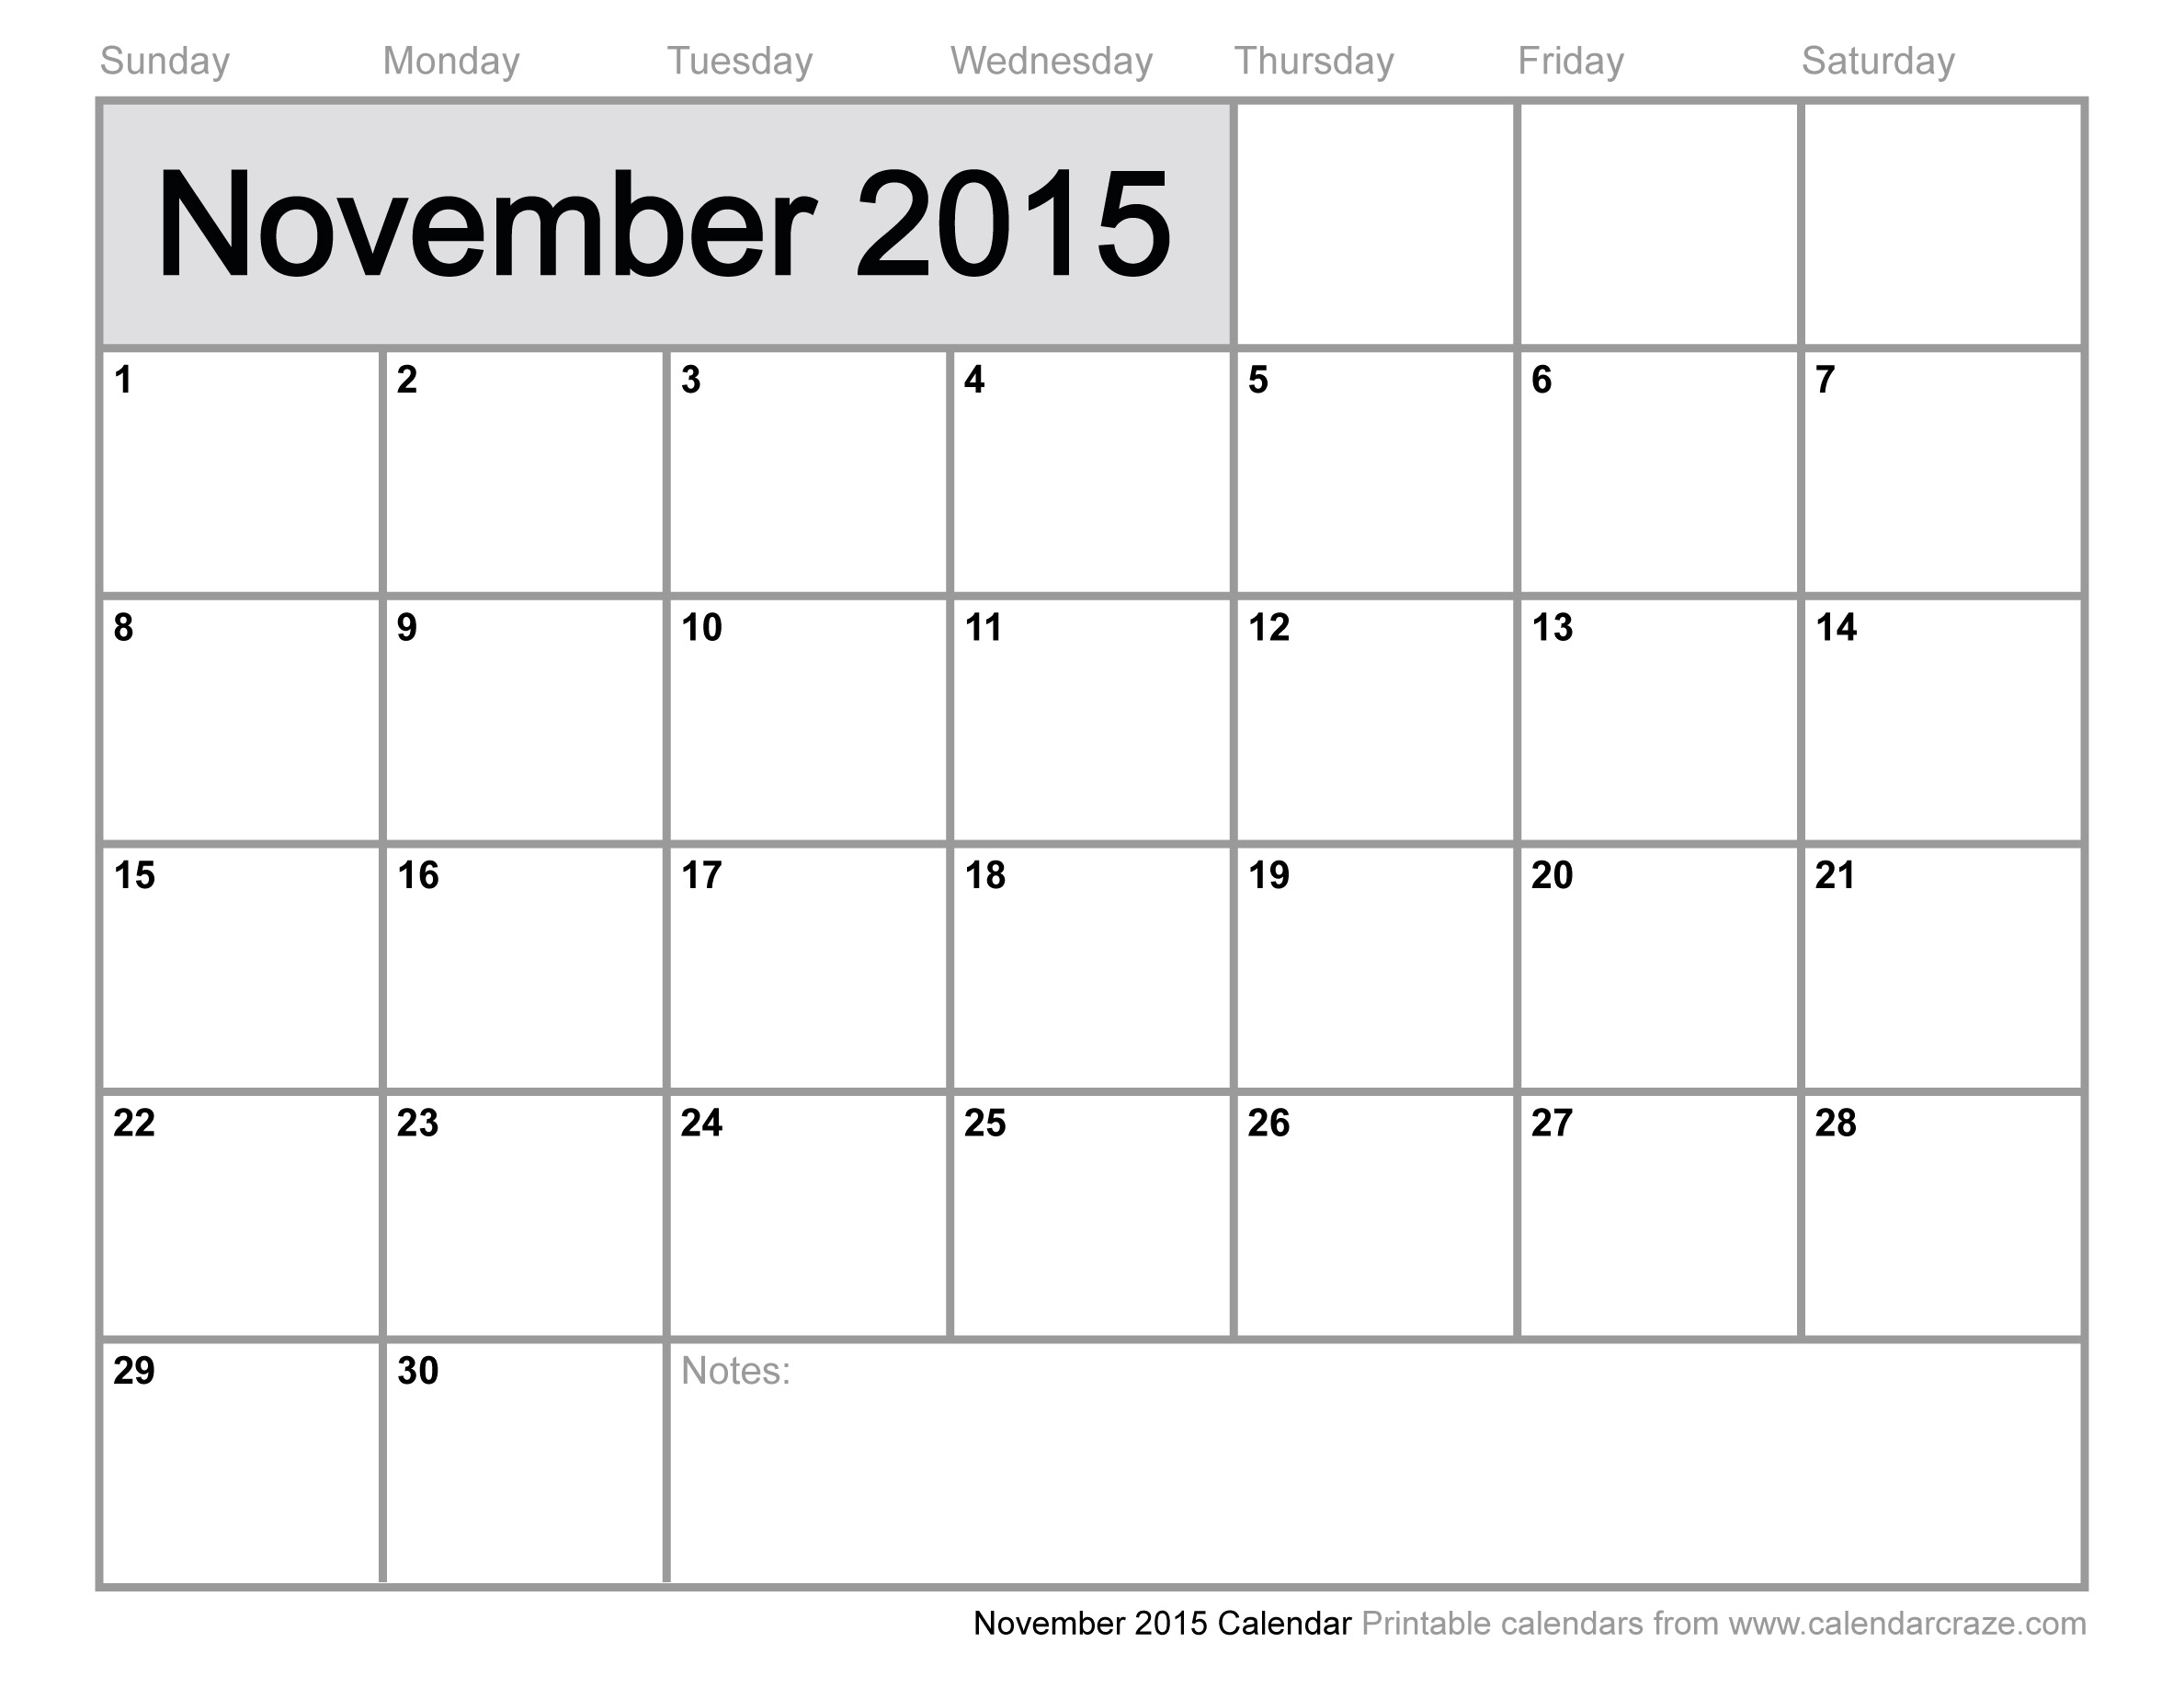 Sunday Monday Tuesday Wednesday Thursday Friday Saturday
November 2015
1 2 3 4 5 6 7
8 9 10 11 12 13 14
15 16 17 18 19 20 21
22 23 24 25 26 27 28
29 30 Notes:
November 2015 Calendar Printable calendars from www.calendarcraze.com